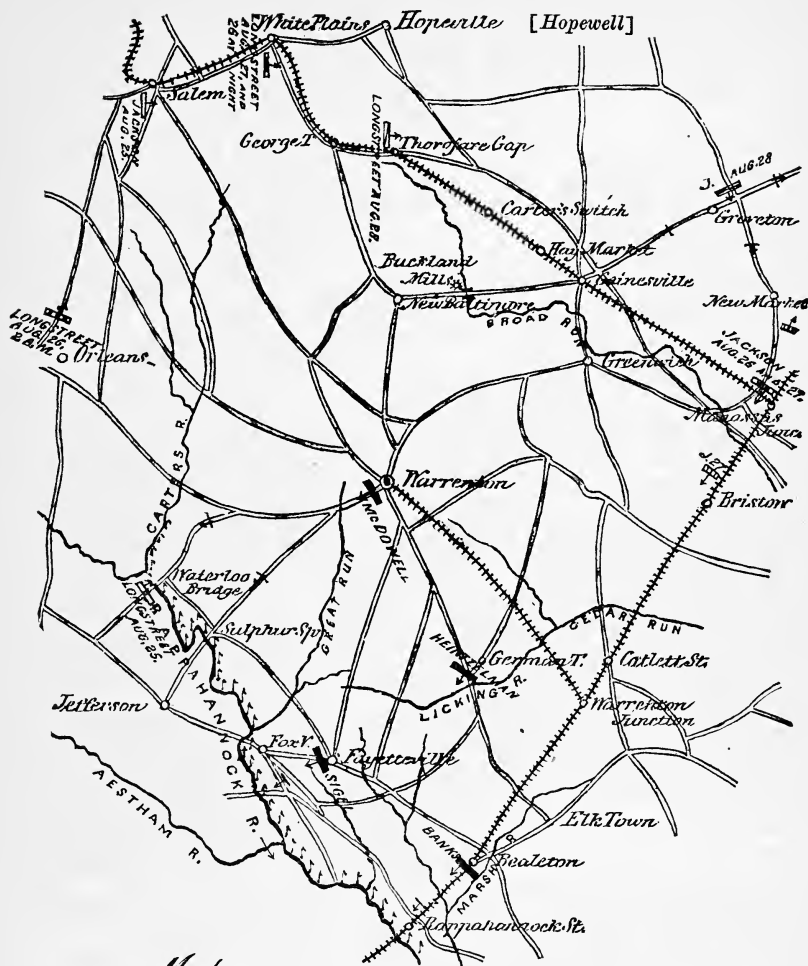 White Plains
Hopeville [Hopewell]
LONGSTREET
AUG. 27, AND
26 AT NIGHT
Salem
JACKSON
AUG. 25.
George T.
LONGSTREET AUG. 28.
Thorofare Gap
J. AUG. 28
Groveton
Carter's Switch
Hay Market
Buckland
Mills
Gainesville
New Baltimore
New Market
BROAD RUN
LONGSTREET
AUG. 26.
Orleans
JACKSON
AUG. 26
Greenwich
Manassas
Junc.
J. 27
CARTERS R.
Warrenton
Bristow
McDOWELL
GREAT RUN
Waterloo
Bridge
LONGSTREET
AUG. 25.
Sulphur Sp.
CEDAR RUN
German T.
Catlett St.
LICKING R.
Jefferson
Warrenton
Junction
RAPPAHANNOCK R.
Fox V.
Fayetteville
SIGEL
AESTHAM R.
Elk Town
BANKS
Bealeton
MARSH R.
Rappahannock St.